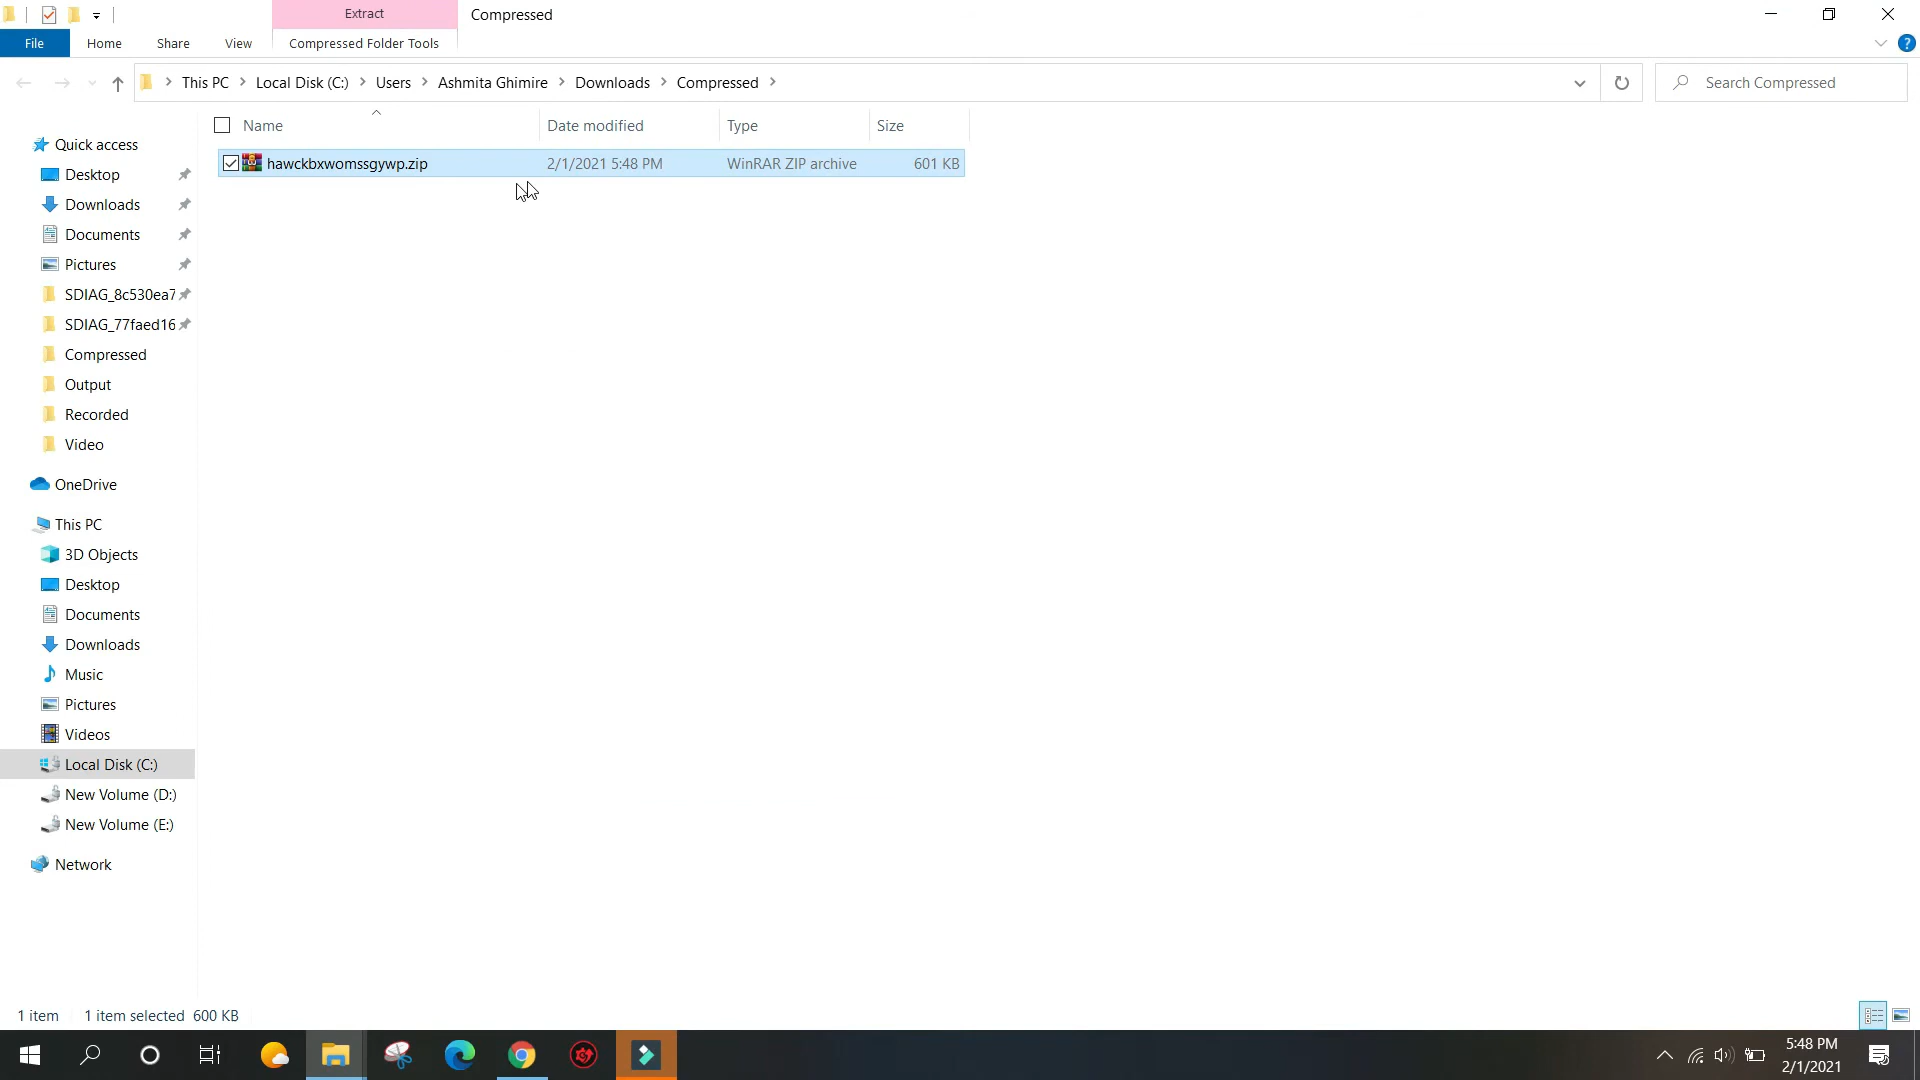 Extract
Compressed
File
Home
Share
View
Compressed Folder Tools
This PC
Local Disk (C:)
Users
Ashmita Ghimire
Downloads
Compressed
Search Compressed
Name
Date modified
Type
Size
hawckbxwomssgywp.zip
2/1/2021 5:48 PM
WinRAR ZIP archive
601 KB
Quick access
Desktop
Downloads
Documents
Pictures
SDIAG_8c530ea7
SDIAG_77faed16
Compressed
Output
Recorded
Video
OneDrive
This PC
3D Objects
Desktop
Documents
Downloads
Music
Pictures
Videos
Local Disk (C:)
New Volume (D:)
New Volume (E:)
Network
1 item
1 item selected 600 KB
5:48 PM
2/1/2021